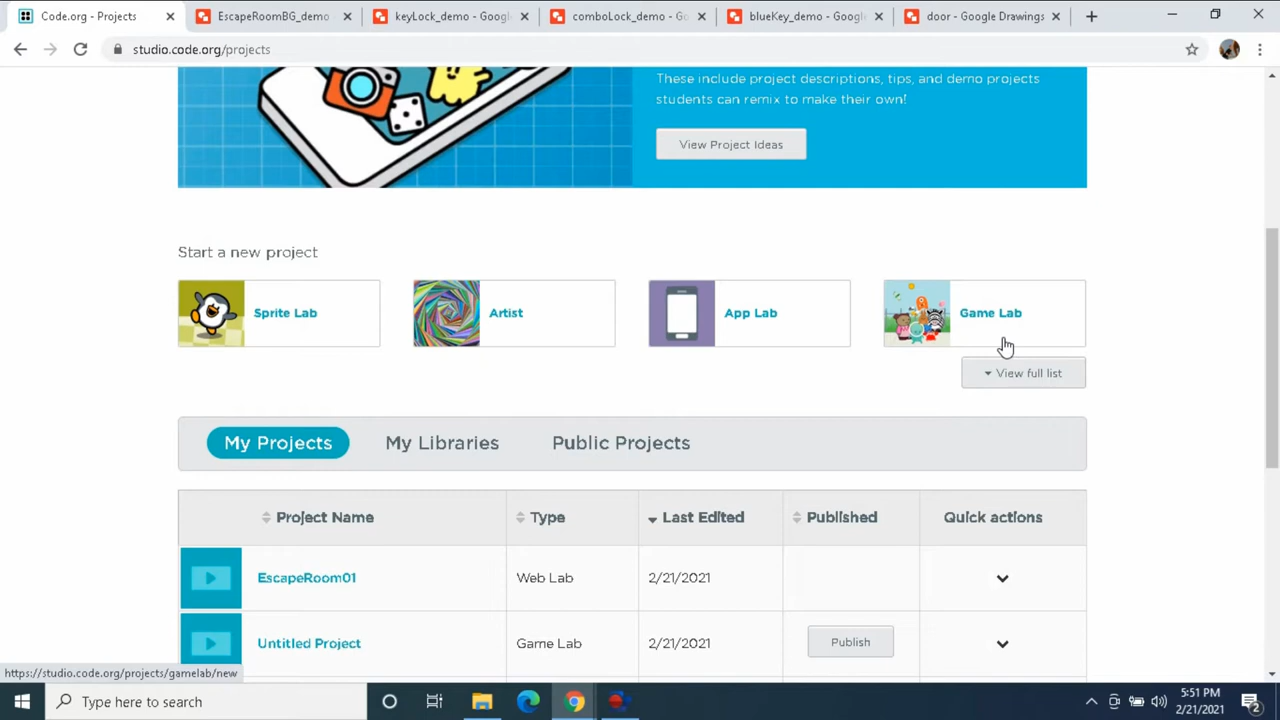 Code.org - Projects
EscapeRoomBG_demo
keyLock_demo - Googl
comboLock_demo - Go
blueKey_demo - Googl
door - Google Drawings
studio.code.org/projects
These include project descriptions, tips, and demo projects
students can remix to make their own!
View Project Ideas
Start a new project
Sprite Lab
Artist
App Lab
Game Lab
View full list
My Projects
My Libraries
Public Projects
Project Name
Type
Last Edited
Published
Quick actions
EscapeRoom01
Web Lab
2/21/2021
Untitled Project
Game Lab
2/21/2021
Publish
https://studio.code.org/projects/gamelab/new
Type here to search
5:51 PM
2/21/2021
2